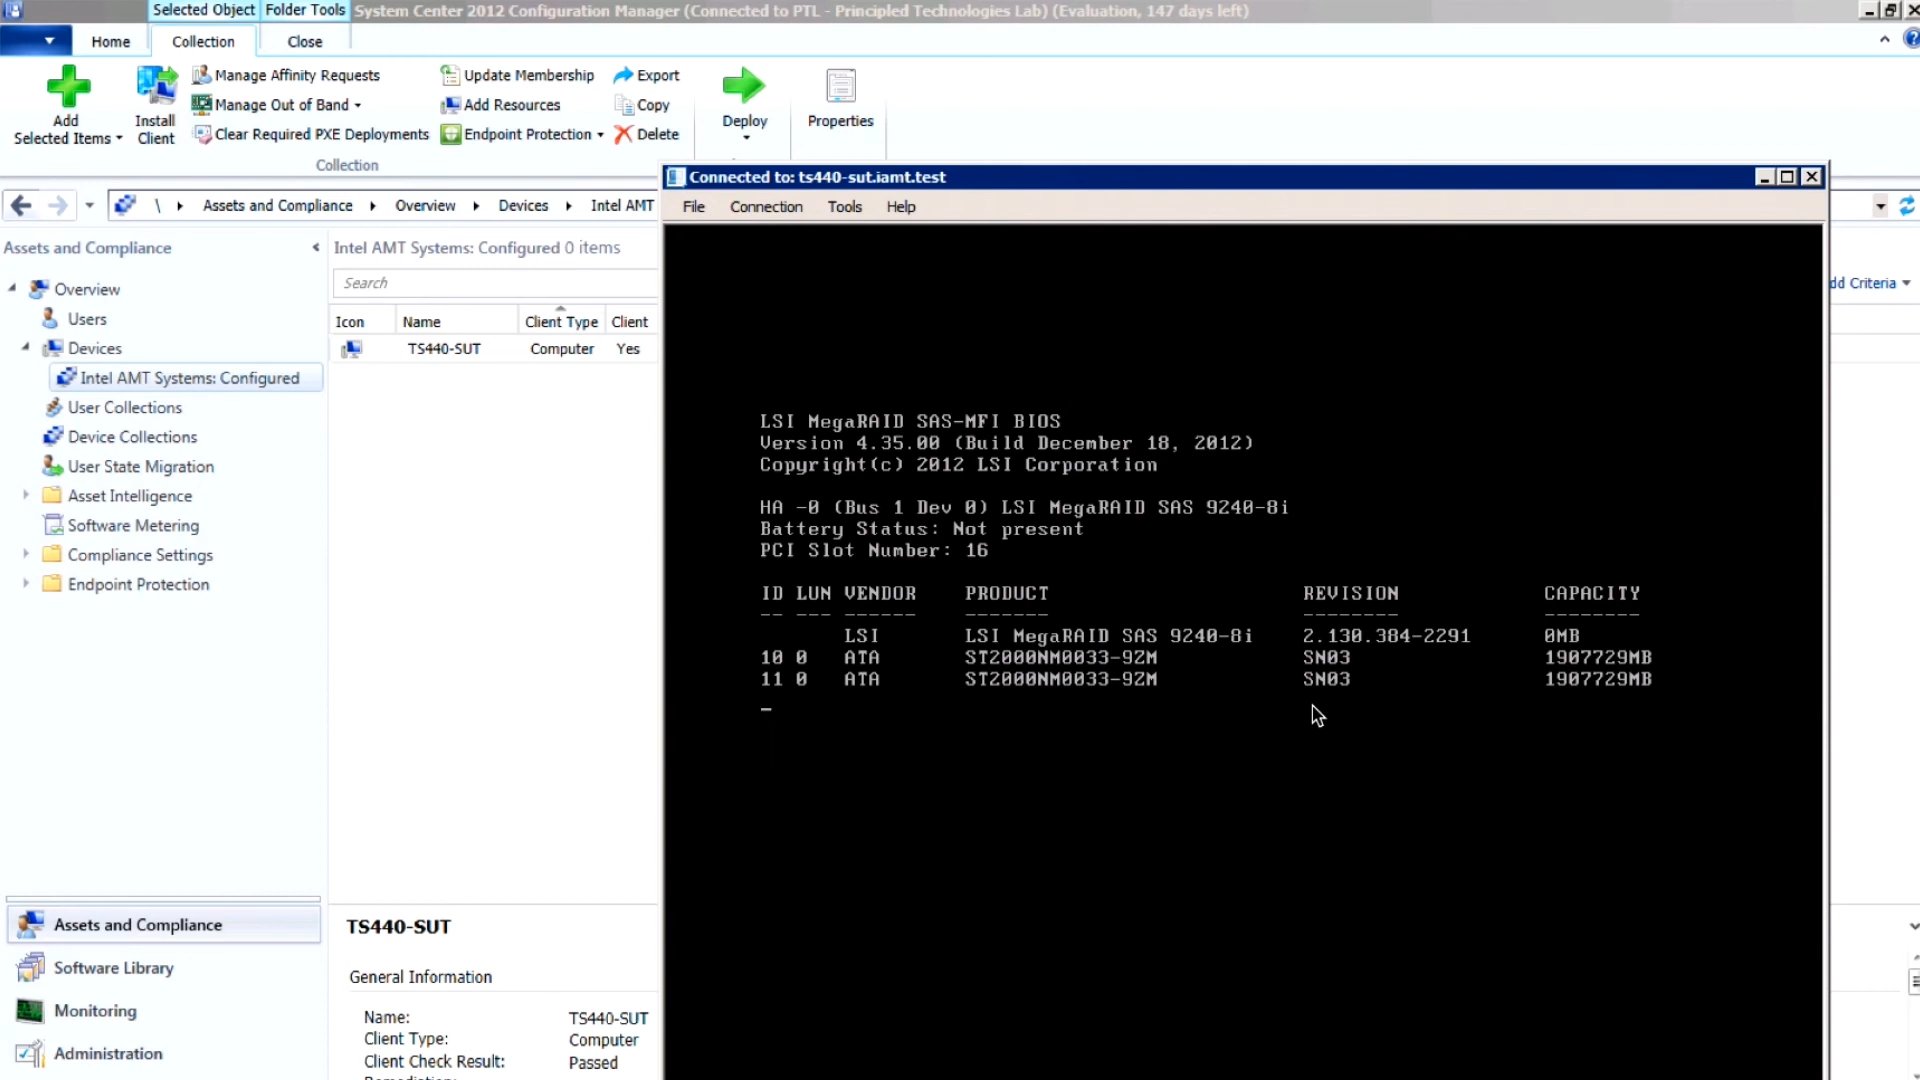 Selected Object
Folder Tools
System Center 2012 Configuration Manager (Connected to PTL - Principled Technologies Lab) (Evaluation, 147 days left)
Home
Collection
Close
Add
Selected Items
Install
Client
Manage Affinity Requests
Manage Out of Band
Clear Required PXE Deployments
Update Membership
Add Resources
Endpoint Protection
Export
Copy
Delete
Deploy
Properties
Collection
\ Assets and Compliance Overview Devices Intel AMT
Assets and Compliance
Overview
Users
Devices
Intel AMT Systems: Configured
User Collections
Device Collections
User State Migration
Asset Intelligence
Software Metering
Compliance Settings
Endpoint Protection
Assets and Compliance
Software Library
Monitoring
Administration
Intel AMT Systems: Configured 0 items
Search
dd Criteria
Icon Name Client Type Client
TS440-SUT Computer Yes
TS440-SUT
General Information
Name: TS440-SUT
Client Type: Computer
Client Check Result: Passed
Connected to: ts440-sut.iamt.test
File Connection Tools Help
LSI MegaRAID SAS-MFI BIOS
Version 4.35.00 (Build December 18, 2012)
Copyright(c) 2012 LSI Corporation
HA -0 (Bus 1 Dev 0) LSI MegaRAID SAS 9240-8i
Battery Status: Not present
PCI Slot Number: 16
ID LUN VENDOR PRODUCT REVISION CAPACITY
-- --- ------ ------- -------- --------
LSI LSI MegaRAID SAS 9240-8i 2.130.384-2291 0MB
10 0 ATA ST2000NM0033-9ZM SN03 1907729MB
11 0 ATA ST2000NM0033-9ZM SN03 1907729MB
_